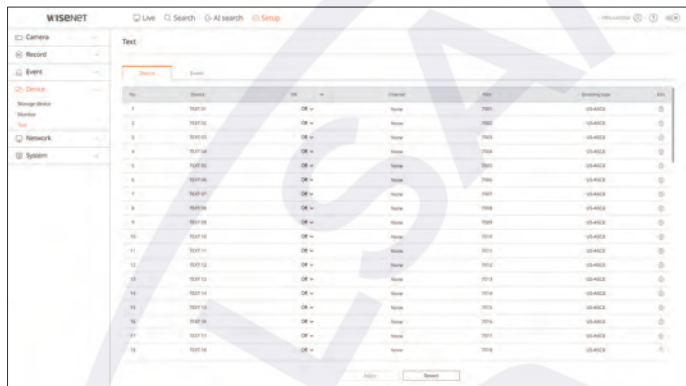 WISENET Live Search AI search Setup
Camera
Record
Event
Device
Storage device
Monitor
Text
Network
System
Text
Device Event
No. Device Off Channel Port Encoding type Edit
1 TEXT 01 Off None 7001 US-ASCII
2 TEXT 02 Off None 7002 US-ASCII
3 TEXT 03 Off None 7003 US-ASCII
4 TEXT 04 Off None 7004 US-ASCII
5 TEXT 05 Off None 7005 US-ASCII
6 TEXT 06 Off None 7006 US-ASCII
7 TEXT 07 Off None 7007 US-ASCII
8 TEXT 08 Off None 7008 US-ASCII
9 TEXT 09 Off None 7009 US-ASCII
10 TEXT 10 Off None 7010 US-ASCII
11 TEXT 11 Off None 7011 US-ASCII
12 TEXT 12 Off None 7012 US-ASCII
13 TEXT 13 Off None 7013 US-ASCII
14 TEXT 14 Off None 7014 US-ASCII
15 TEXT 15 Off None 7015 US-ASCII
16 TEXT 16 Off None 7016 US-ASCII
17 TEXT 17 Off None 7017 US-ASCII
18 TEXT 18 Off None 7018 US-ASCII
Apply Revert